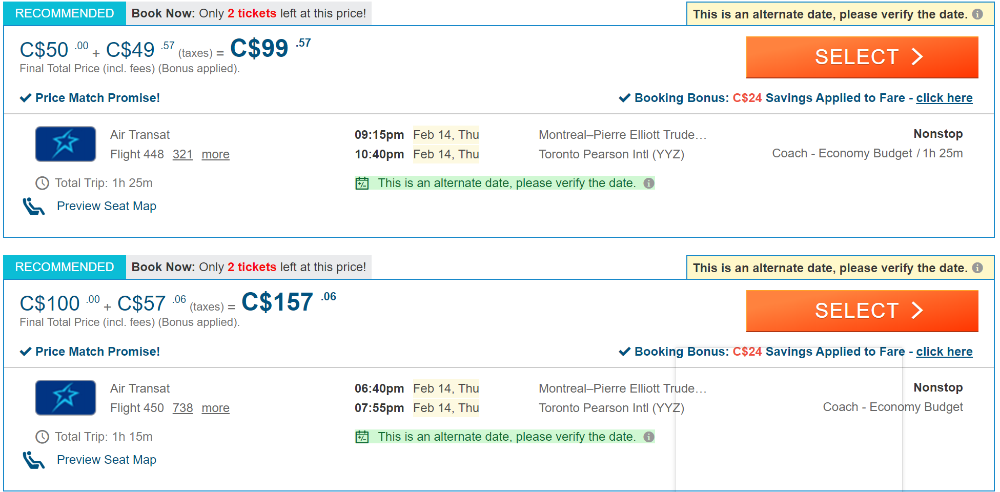 RECOMMENDED Book Now: Only 2 tickets left at this price! This is an alternate date, please verify the date.
C$50 .00 + C$49 .57 (taxes) = C$99 .57
SELECT
Final Total Price (incl. fees) (Bonus applied).
Price Match Promise! Booking Bonus: C$24 Savings Applied to Fare - click here
Air Transat 09:15pm Feb 14, Thu Montreal–Pierre Elliott Trude… Nonstop
Flight 448 321 more 10:40pm Feb 14, Thu Toronto Pearson Intl (YYZ) Coach - Economy Budget / 1h 25m
Total Trip: 1h 25m This is an alternate date, please verify the date.
Preview Seat Map
RECOMMENDED Book Now: Only 2 tickets left at this price! This is an alternate date, please verify the date.
C$100 .00 + C$57 .06 (taxes) = C$157 .06
SELECT
Final Total Price (incl. fees) (Bonus applied).
Price Match Promise! Booking Bonus: C$24 Savings Applied to Fare - click here
Air Transat 06:40pm Feb 14, Thu Montreal–Pierre Elliott Trude… Nonstop
Flight 450 738 more 07:55pm Feb 14, Thu Toronto Pearson Intl (YYZ) Coach - Economy Budget
Total Trip: 1h 15m This is an alternate date, please verify the date.
Preview Seat Map